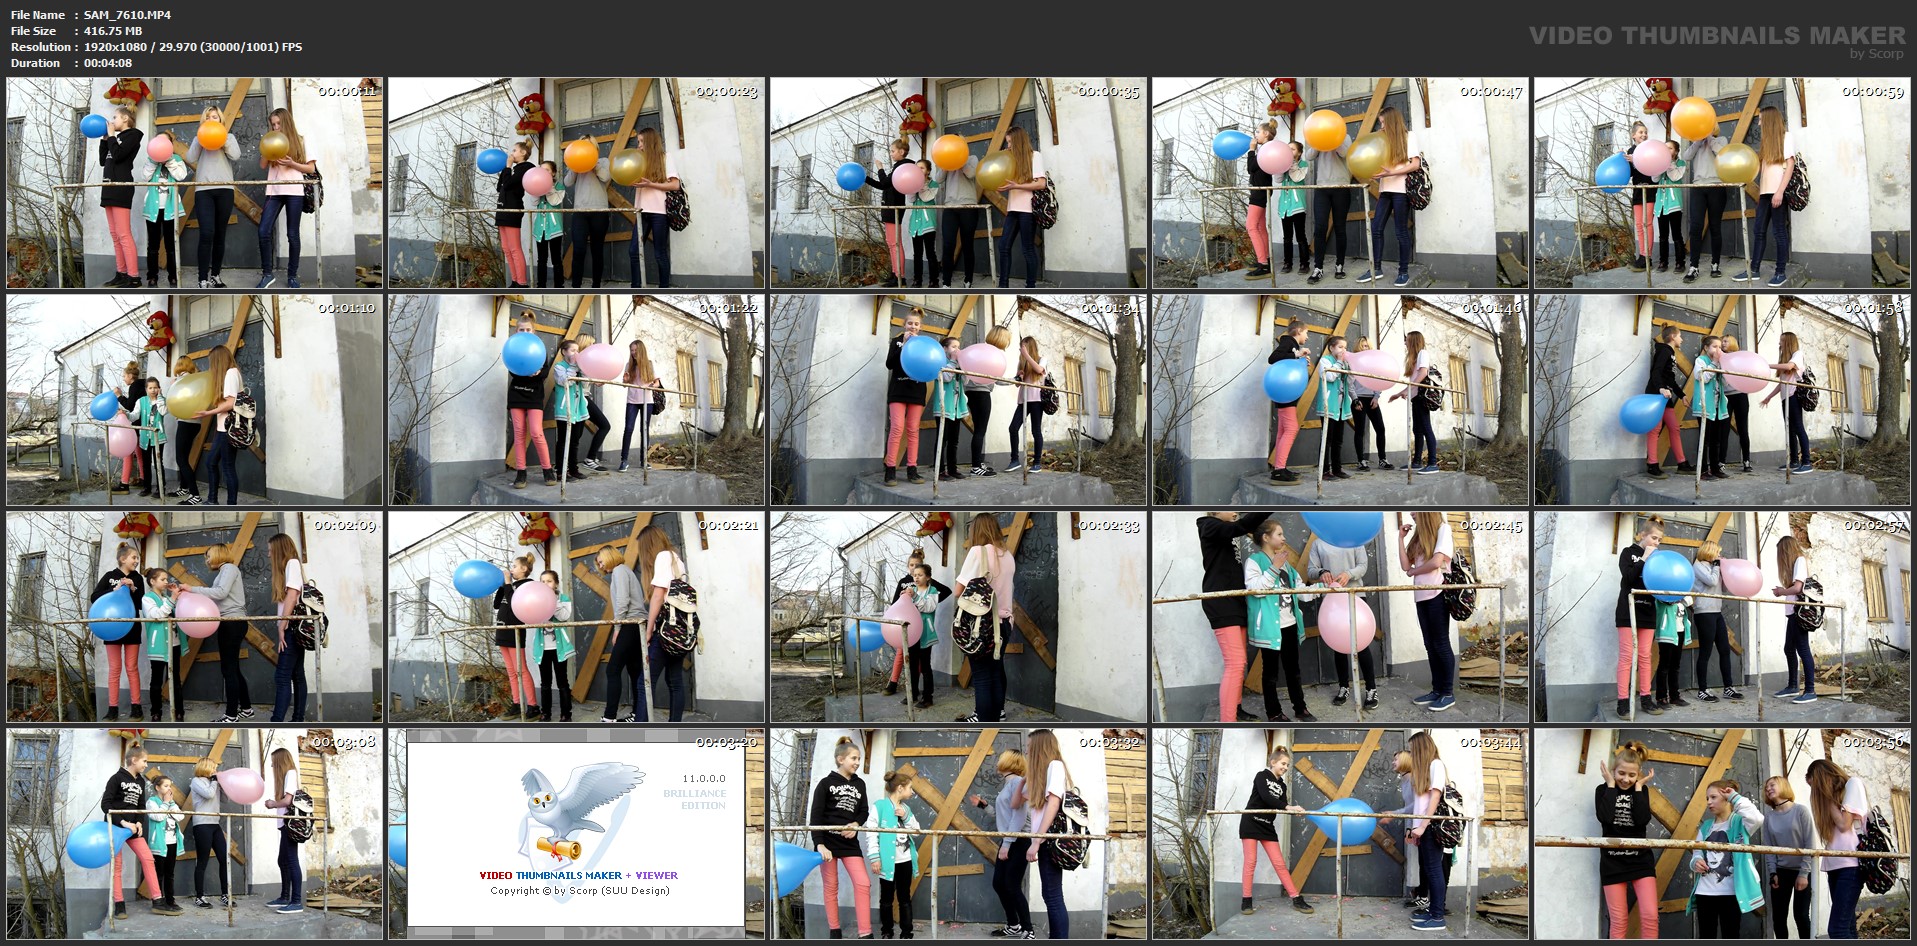 File Name : SAM_7610.MP4
File Size : 416.75 MB
Resolution : 1920x1080 / 29.970 (30000/1001) FPS
Duration : 00:04:08
VIDEO THUMBNAILS MAKER
by Scorp
00:00:11
00:00:23
00:00:35
00:00:47
00:00:59
00:01:10
00:01:22
00:01:34
00:01:46
00:01:58
00:02:09
00:02:21
00:02:33
00:02:45
00:02:57
00:03:08
00:03:20
11.0.0.0
BRILLIANCE
EDITION
VIDEO THUMBNAILS MAKER + VIEWER
Copyright © by Scorp (SUU Design)
00:03:32
00:03:44
00:03:56